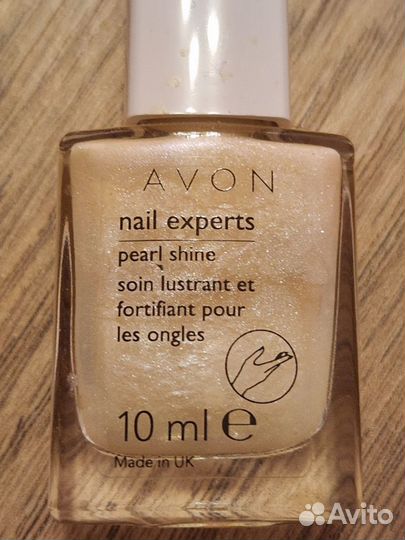 AVON
nail experts
pearl shine
soin lustrant et
fortifiant pour
les ongles
10 ml e
Made in UK
Avito